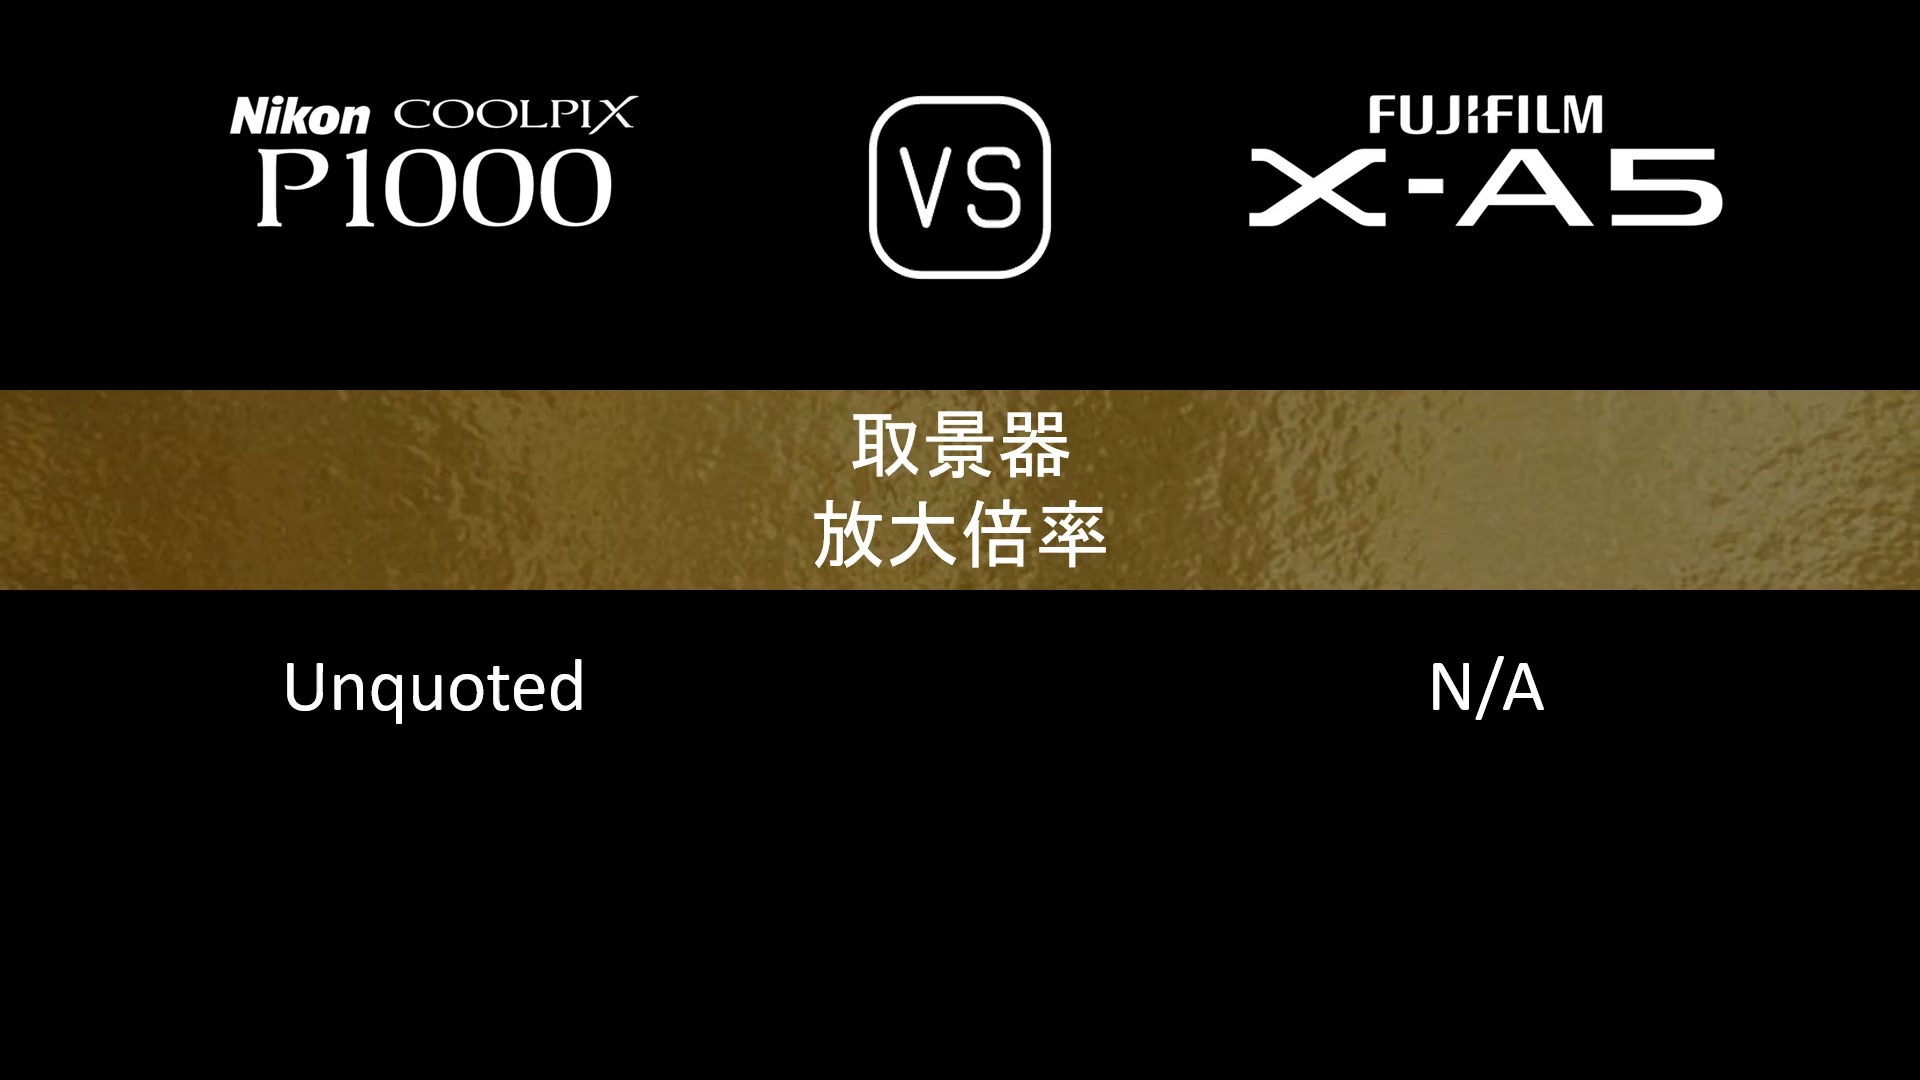 Nikon COOLPIX
P1000
VS
FUJIFILM
X-A5
取景器
放大倍率
Unquoted
N/A